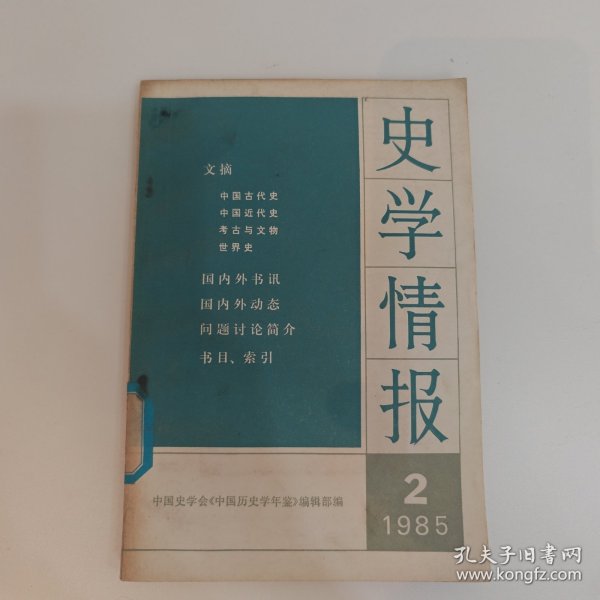 史学情报
文摘
中国古代史
中国近代史
考古与文物
世界史
国内外书讯
国内外动态
问题讨论简介
书目、索引
2
1985
中国史学会《中国历史学年鉴》编辑部编
孔夫子旧书网
www.kongfz.com